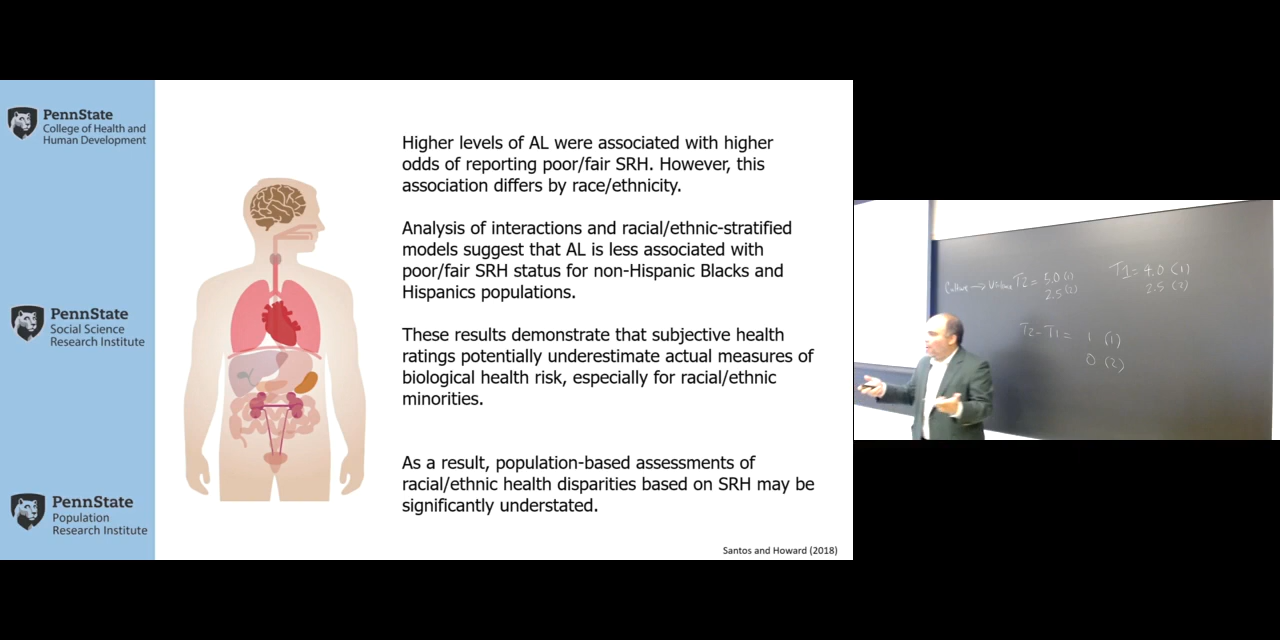 PennState
College of Health and
Human Development
PennState
Social Science
Research Institute
PennState
Population
Research Institute
Higher levels of AL were associated with higher
odds of reporting poor/fair SRH. However, this
association differs by race/ethnicity.
Analysis of interactions and racial/ethnic-stratified
models suggest that AL is less associated with
poor/fair SRH status for non-Hispanic Blacks and
Hispanics populations.
These results demonstrate that subjective health
ratings potentially underestimate actual measures of
biological health risk, especially for racial/ethnic
minorities.
As a result, population-based assessments of
racial/ethnic health disparities based on SRH may be
significantly understated.
Santos and Howard (2018)
Culture → T2 = 5.0 (1)
2.5 (2)
T1 = 4.0 (1)
2.5 (2)
T2 - T1 = 1 (1)
0 (2)